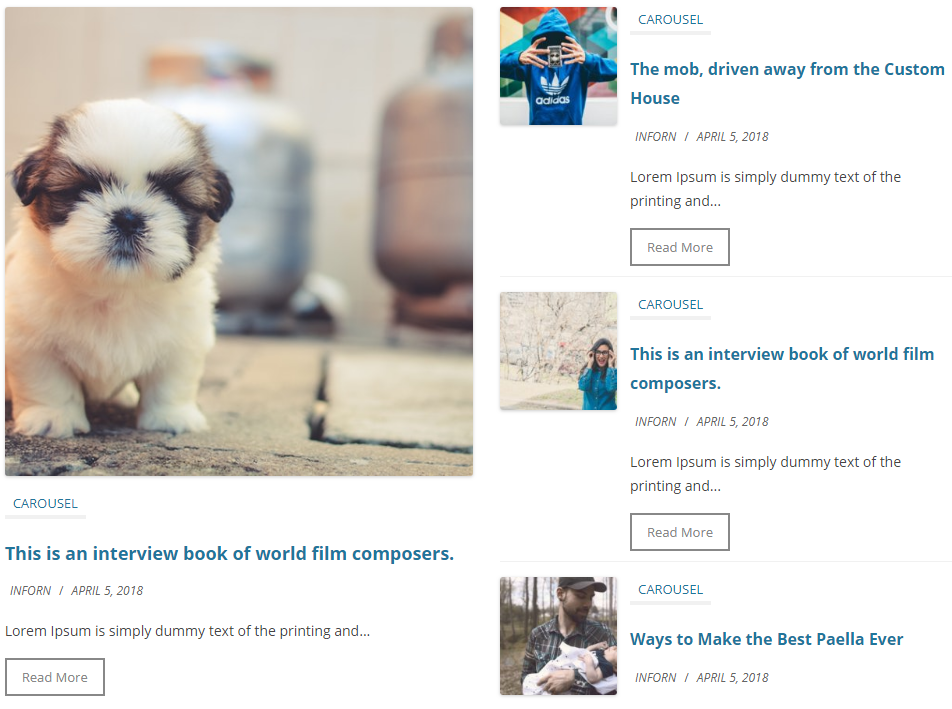 CAROUSEL
This is an interview book of world film composers.
INFORN / APRIL 5, 2018
Lorem Ipsum is simply dummy text of the printing and...
Read More
adidas
CAROUSEL
The mob, driven away from the Custom
House
INFORN / APRIL 5, 2018
Lorem Ipsum is simply dummy text of the
printing and...
Read More
CAROUSEL
This is an interview book of world film
composers.
INFORN / APRIL 5, 2018
Lorem Ipsum is simply dummy text of the
printing and...
Read More
CAROUSEL
Ways to Make the Best Paella Ever
INFORN / APRIL 5, 2018